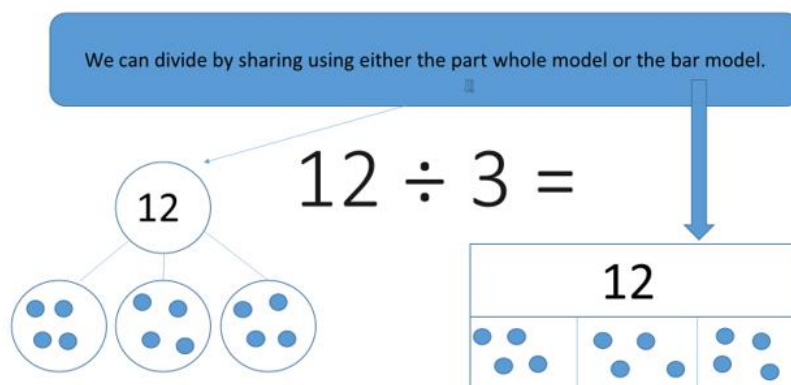 We can divide by sharing using either the part whole model or the bar model.
12 ÷ 3 =
12
12